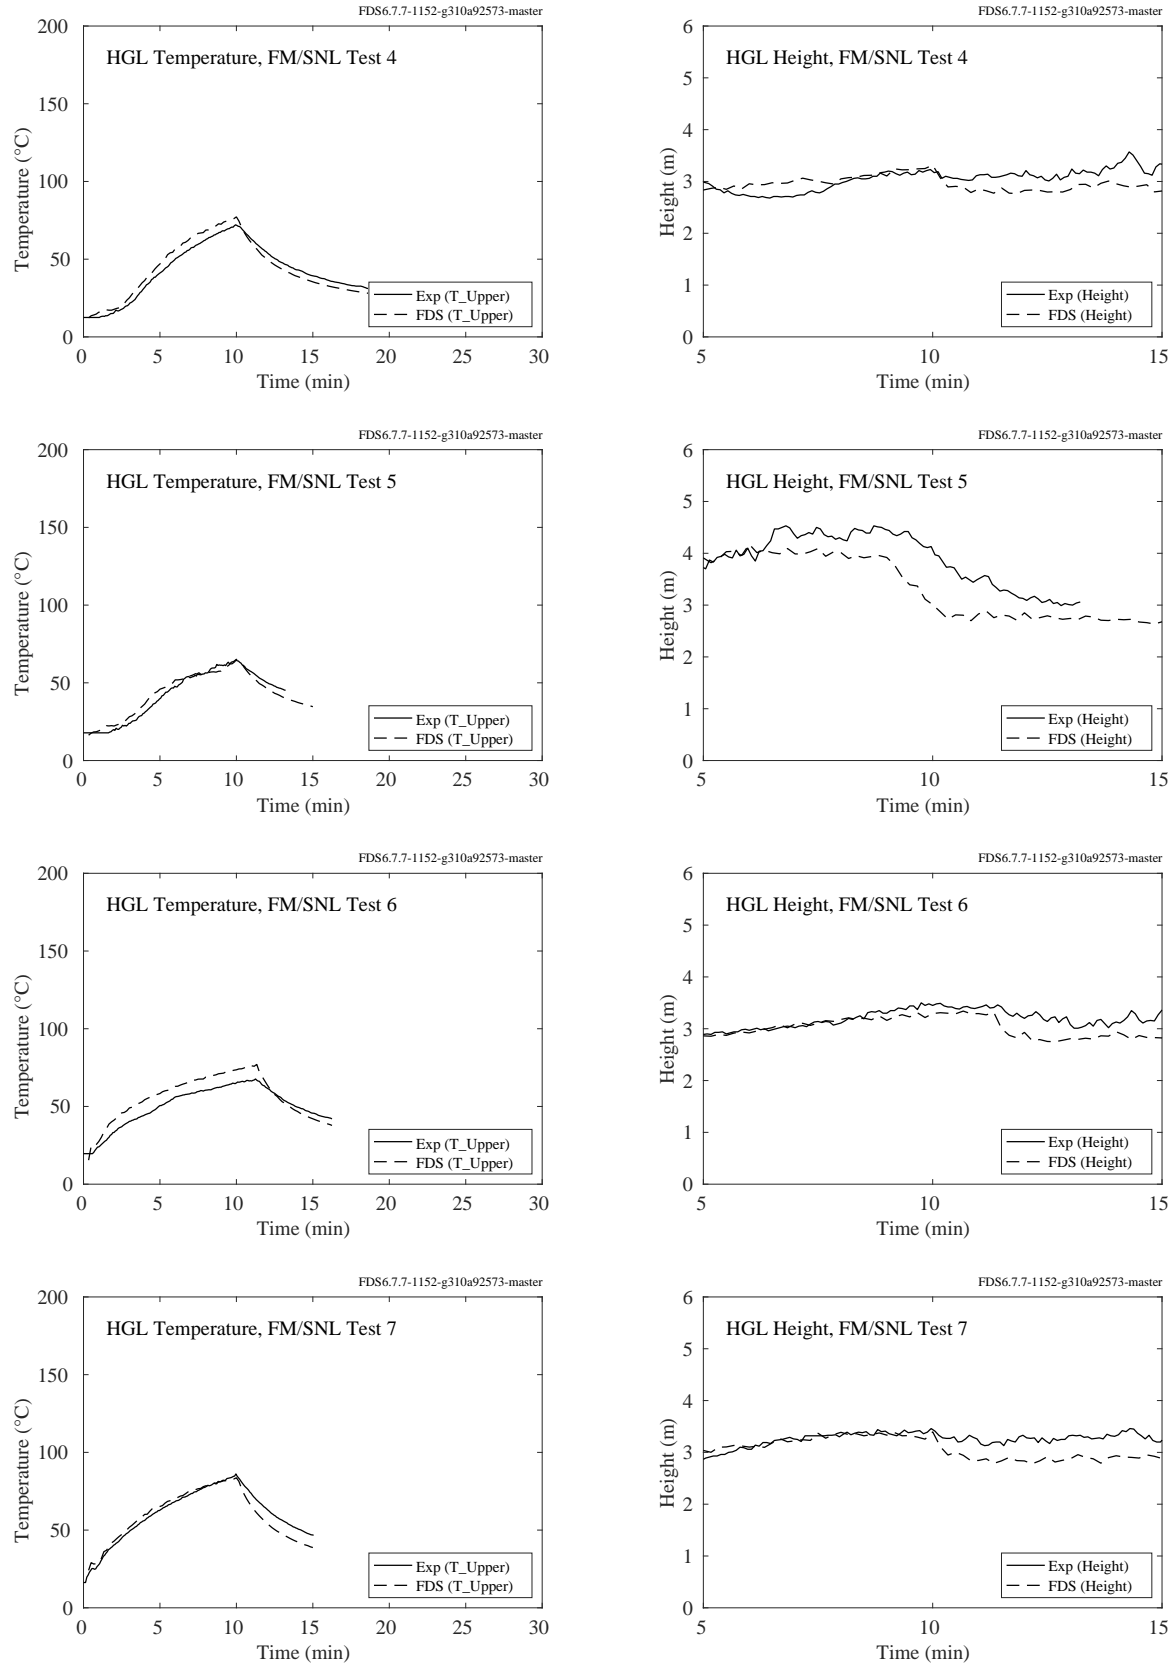 FDS6.7.7-1152-g310a92573-master
HGL Temperature, FM/SNL Test 4
Temperature (°C)
200
150
100
50
0
0 5 10 15 20 25 30
Time (min)
Exp (T_Upper)
FDS (T_Upper)
FDS6.7.7-1152-g310a92573-master
HGL Height, FM/SNL Test 4
Height (m)
6
5
4
3
2
1
0
5 10 15
Time (min)
Exp (Height)
FDS (Height)
FDS6.7.7-1152-g310a92573-master
HGL Temperature, FM/SNL Test 5
Temperature (°C)
200
150
100
50
0
0 5 10 15 20 25 30
Time (min)
Exp (T_Upper)
FDS (T_Upper)
FDS6.7.7-1152-g310a92573-master
HGL Height, FM/SNL Test 5
Height (m)
6
5
4
3
2
1
0
5 10 15
Time (min)
Exp (Height)
FDS (Height)
FDS6.7.7-1152-g310a92573-master
HGL Temperature, FM/SNL Test 6
Temperature (°C)
200
150
100
50
0
0 5 10 15 20 25 30
Time (min)
Exp (T_Upper)
FDS (T_Upper)
FDS6.7.7-1152-g310a92573-master
HGL Height, FM/SNL Test 6
Height (m)
6
5
4
3
2
1
0
5 10 15
Time (min)
Exp (Height)
FDS (Height)
FDS6.7.7-1152-g310a92573-master
HGL Temperature, FM/SNL Test 7
Temperature (°C)
200
150
100
50
0
0 5 10 15 20 25 30
Time (min)
Exp (T_Upper)
FDS (T_Upper)
FDS6.7.7-1152-g310a92573-master
HGL Height, FM/SNL Test 7
Height (m)
6
5
4
3
2
1
0
5 10 15
Time (min)
Exp (Height)
FDS (Height)